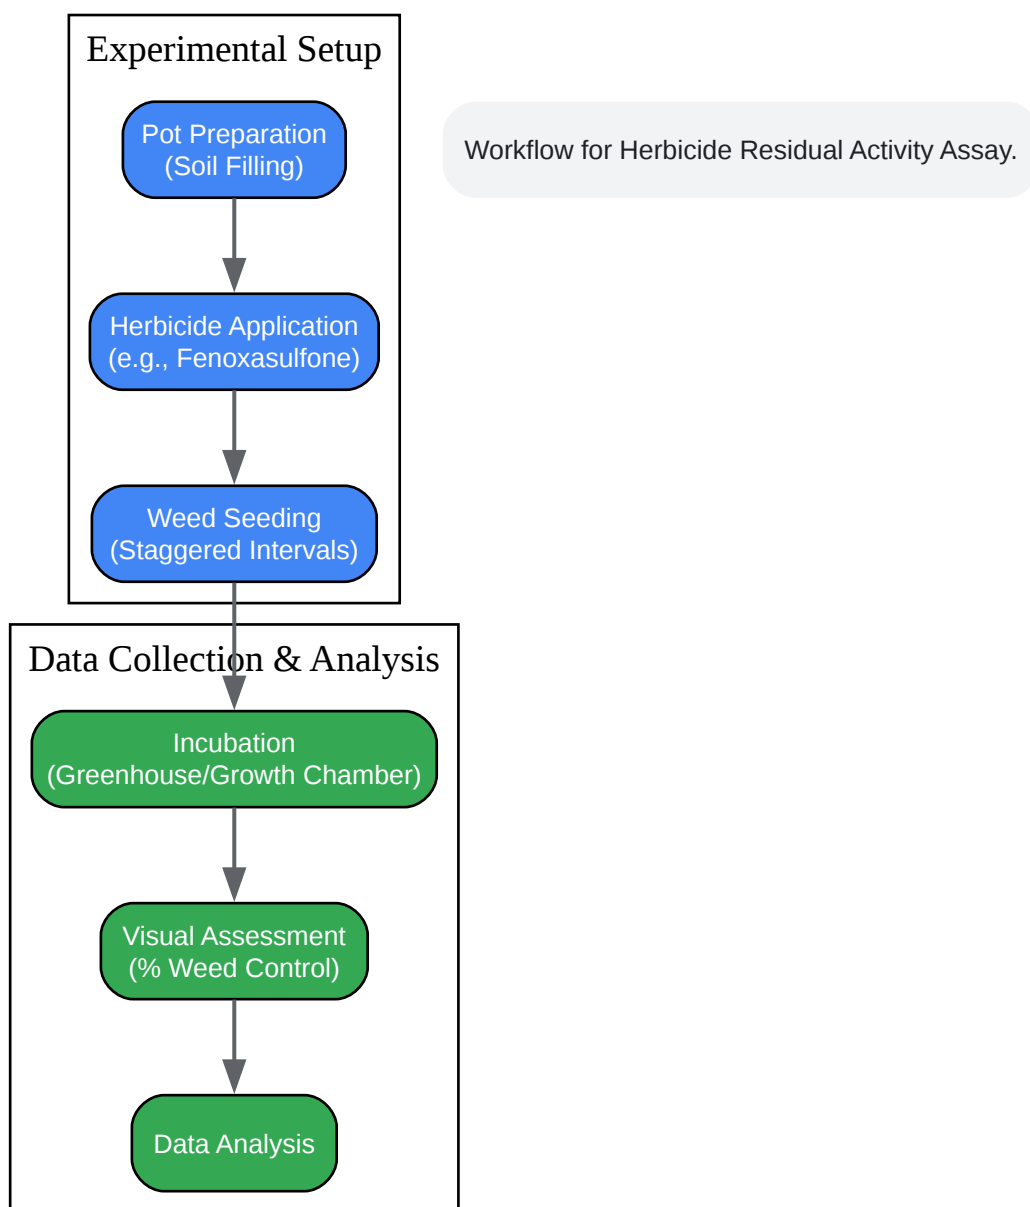 Experimental Setup
Pot Preparation
(Soil Filling)
Workflow for Herbicide Residual Activity Assay.
Herbicide Application
(e.g., Fenoxasulfone)
Weed Seeding
(Staggered Intervals)
Data Collection & Analysis
Incubation
(Greenhouse/Growth Chamber)
Visual Assessment
(% Weed Control)
Data Analysis